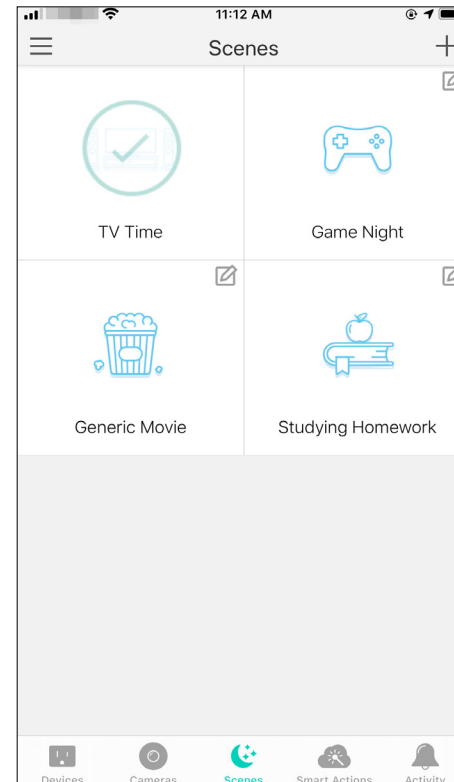 11:12 AM
Scenes
TV Time
Game Night
Generic Movie
Studying Homework
Devices
Cameras
Scenes
Smart Actions
Activity